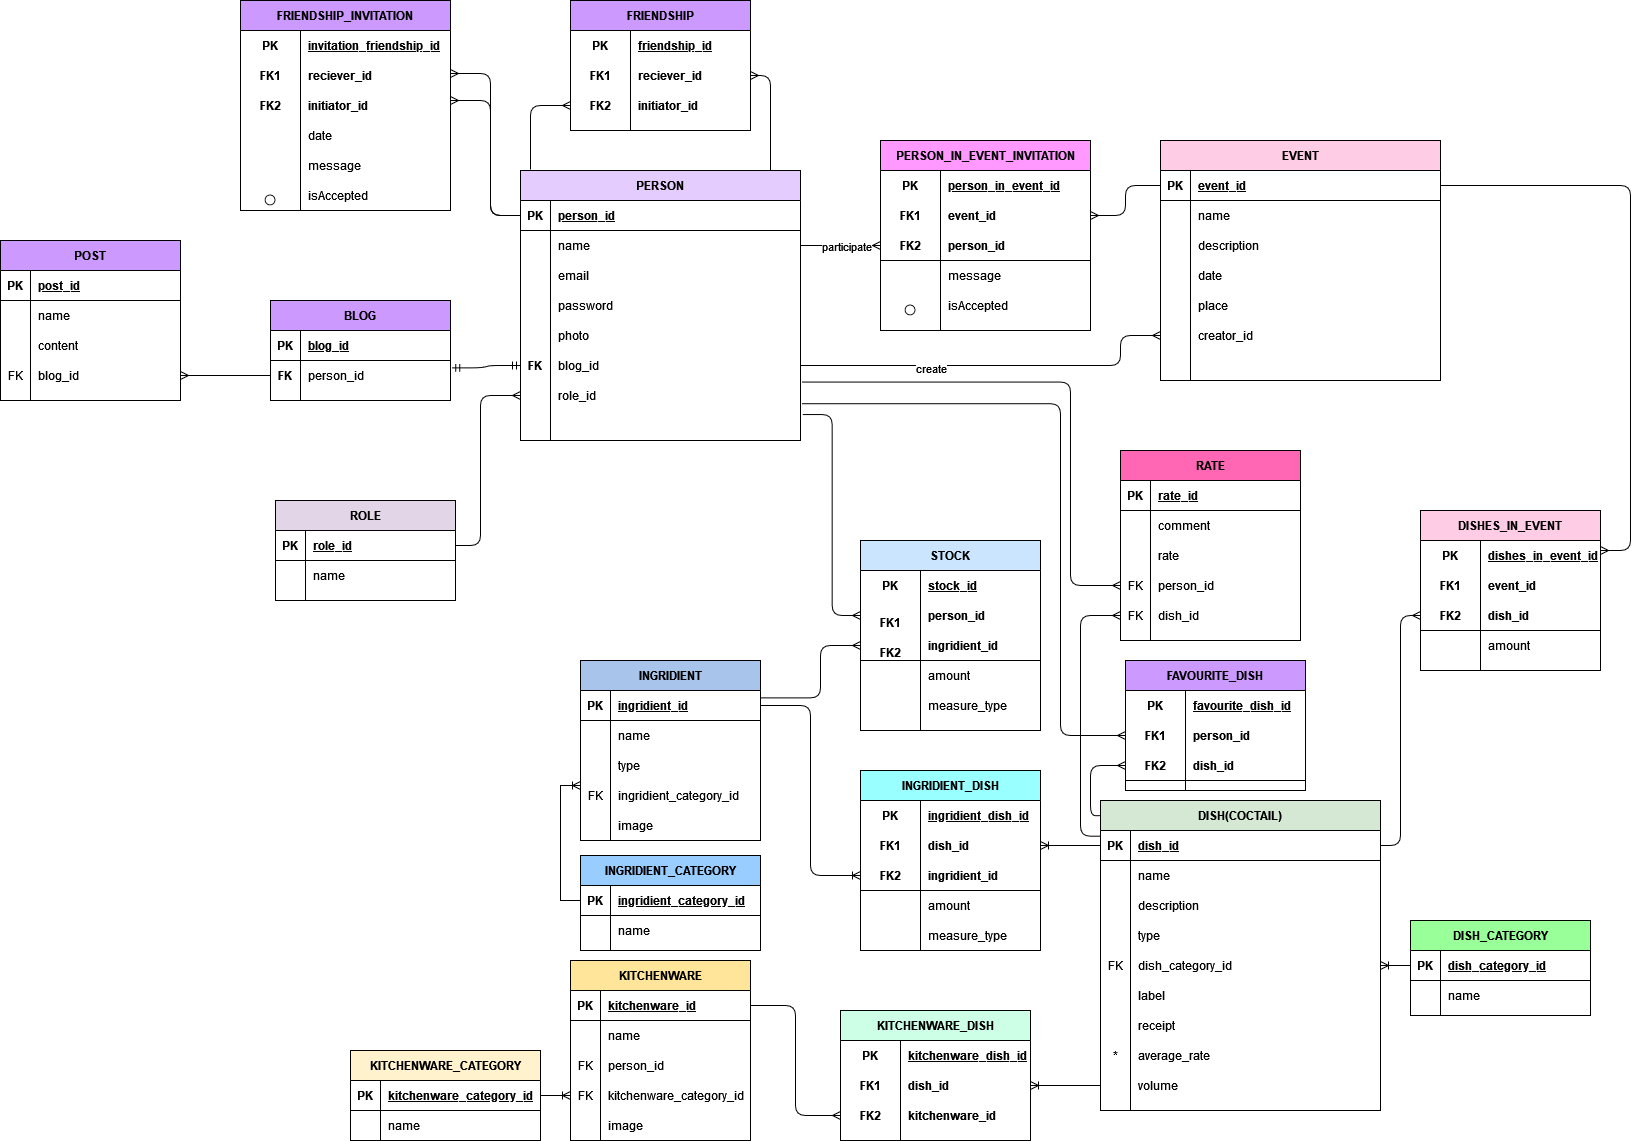 FRIENDSHIP_INVITATION
PK invitation_friendship_id
FK1 reciever_id
FK2 initiator_id
date
message
isAccepted
FRIENDSHIP
PK friendship_id
FK1 reciever_id
FK2 initiator_id
PERSON
PK person_id
name
email
password
photo
FK blog_id
role_id
PERSON_IN_EVENT_INVITATION
PK person_in_event_id
FK1 event_id
FK2 person_id
message
isAccepted
participate
create
EVENT
PK event_id
name
description
date
place
creator_id
POST
PK post_id
name
content
FK blog_id
BLOG
PK blog_id
FK person_id
ROLE
PK role_id
name
RATE
PK rate_id
comment
rate
FK person_id
FK dish_id
DISHES_IN_EVENT
PK dishes_in_event_id
FK1 event_id
FK2 dish_id
amount
STOCK
PK stock_id
FK1 person_id
FK2 ingridient_id
amount
measure_type
INGRIDIENT
PK ingridient_id
name
type
FK ingridient_category_id
image
FAVOURITE_DISH
PK favourite_dish_id
FK1 person_id
FK2 dish_id
INGRIDIENT_DISH
PK ingridient_dish_id
FK1 dish_id
FK2 ingridient_id
amount
measure_type
INGRIDIENT_CATEGORY
PK ingridient_category_id
name
DISH(COCTAIL)
PK dish_id
name
description
type
FK dish_category_id
label
receipt
* average_rate
volume
DISH_CATEGORY
PK dish_category_id
name
KITCHENWARE
PK kitchenware_id
name
FK person_id
FK kitchenware_category_id
image
KITCHENWARE_CATEGORY
PK kitchenware_category_id
name
KITCHENWARE_DISH
PK kitchenware_dish_id
FK1 dish_id
FK2 kitchenware_id